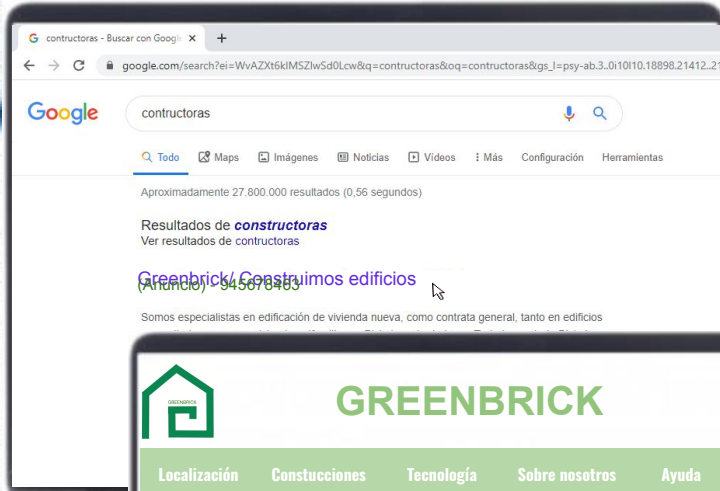 contructoras - Buscar con Googl
google.com/search?ei=WvAZXt6kIMSZlwSd0Lcw&q=contructoras&oq=contructoras&gs_l=psy-ab.3..0i10l10.18898.21412..21
Google
contructoras
Todo Maps Imágenes Noticias Vídeos Más Configuración Herramientas
Aproximadamente 27.800.000 resultados (0,56 segundos)
Resultados de constructoras
Ver resultados de contructoras
Greenbrick/ Construimos edificios
(Anuncio) - 945678463
Somos especialistas en edificación de vivienda nueva, como contrata general, tanto en edificios
GREENBRICK
GREENBRICK
Localización Constucciones Tecnología Sobre nosotros Ayuda